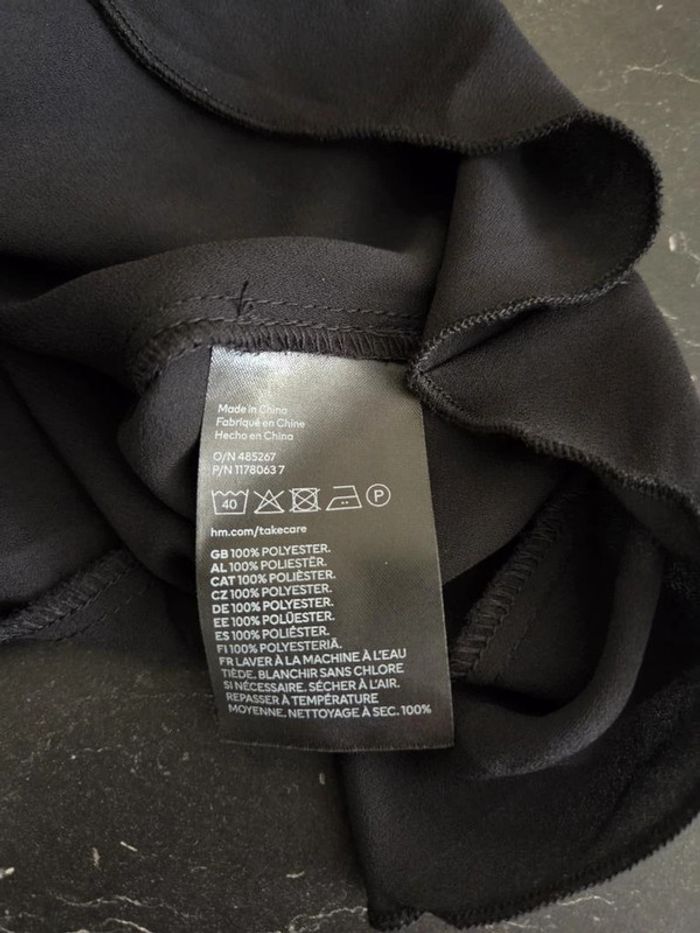 Made in China
Fabriqué en Chine
Hecho en China
O/N 485267
P/N 1178063 7
40 P
hm.com/takecare
GB 100% POLYESTER.
AL 100% POLIESTËR.
CAT 100% POLIÈSTER.
CZ 100% POLYESTER.
DE 100% POLYESTER.
EE 100% POLÜESTER.
ES 100% POLIÉSTER.
FI 100% POLYESTERIÄ.
FR LAVER À LA MACHINE À L'EAU
TIÈDE. BLANCHIR SANS CHLORE
SI NÉCESSAIRE. SÉCHER À L'AIR.
REPASSER À TEMPÉRATURE
MOYENNE. NETTOYAGE À SEC. 100%